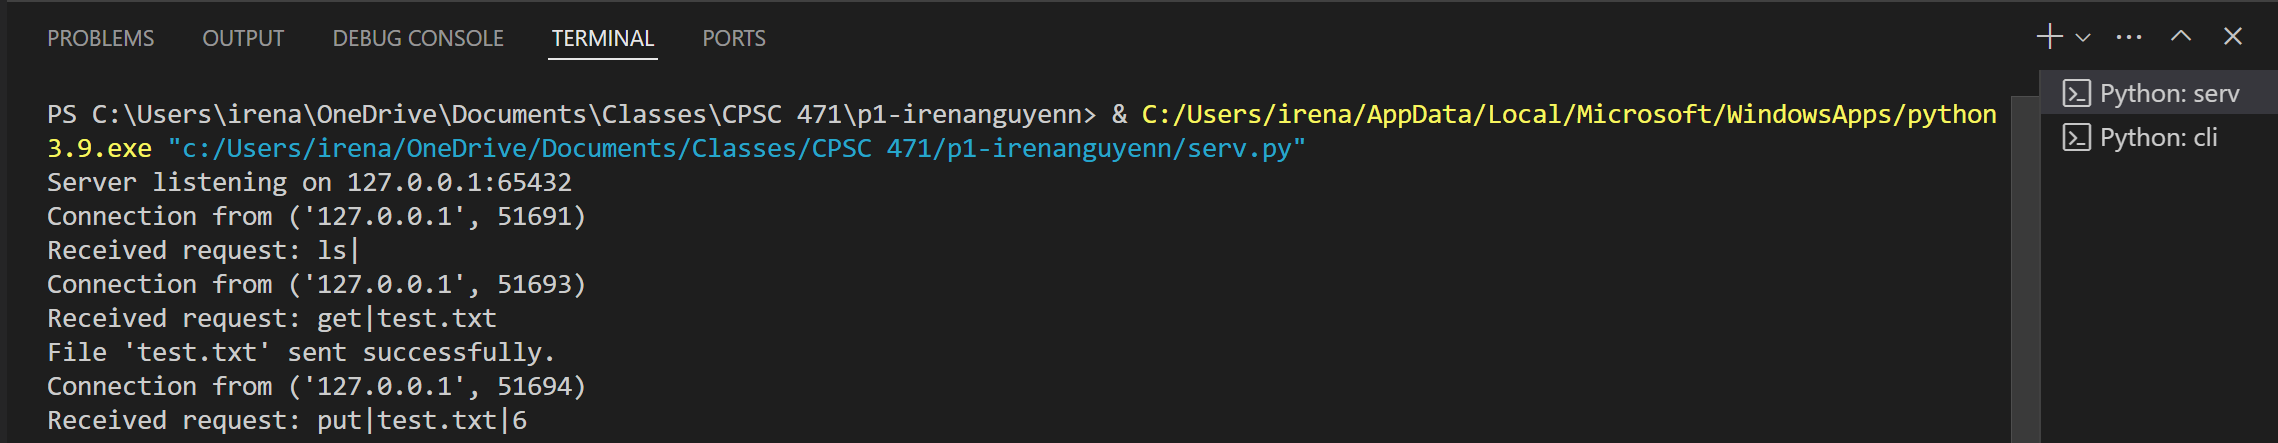 PROBLEMS OUTPUT DEBUG CONSOLE TERMINAL PORTS
PS C:\Users\irena\OneDrive\Documents\Classes\CPSC 471\p1-irenanguyenn> & C:/Users/irena/AppData/Local/Microsoft/WindowsApps/python
3.9.exe "c:/Users/irena/OneDrive/Documents/Classes/CPSC 471/p1-irenanguyenn/serv.py"
Server listening on 127.0.0.1:65432
Connection from ('127.0.0.1', 51691)
Received request: ls|
Connection from ('127.0.0.1', 51693)
Received request: get|test.txt
File 'test.txt' sent successfully.
Connection from ('127.0.0.1', 51694)
Received request: put|test.txt|6
Python: serv
Python: cli